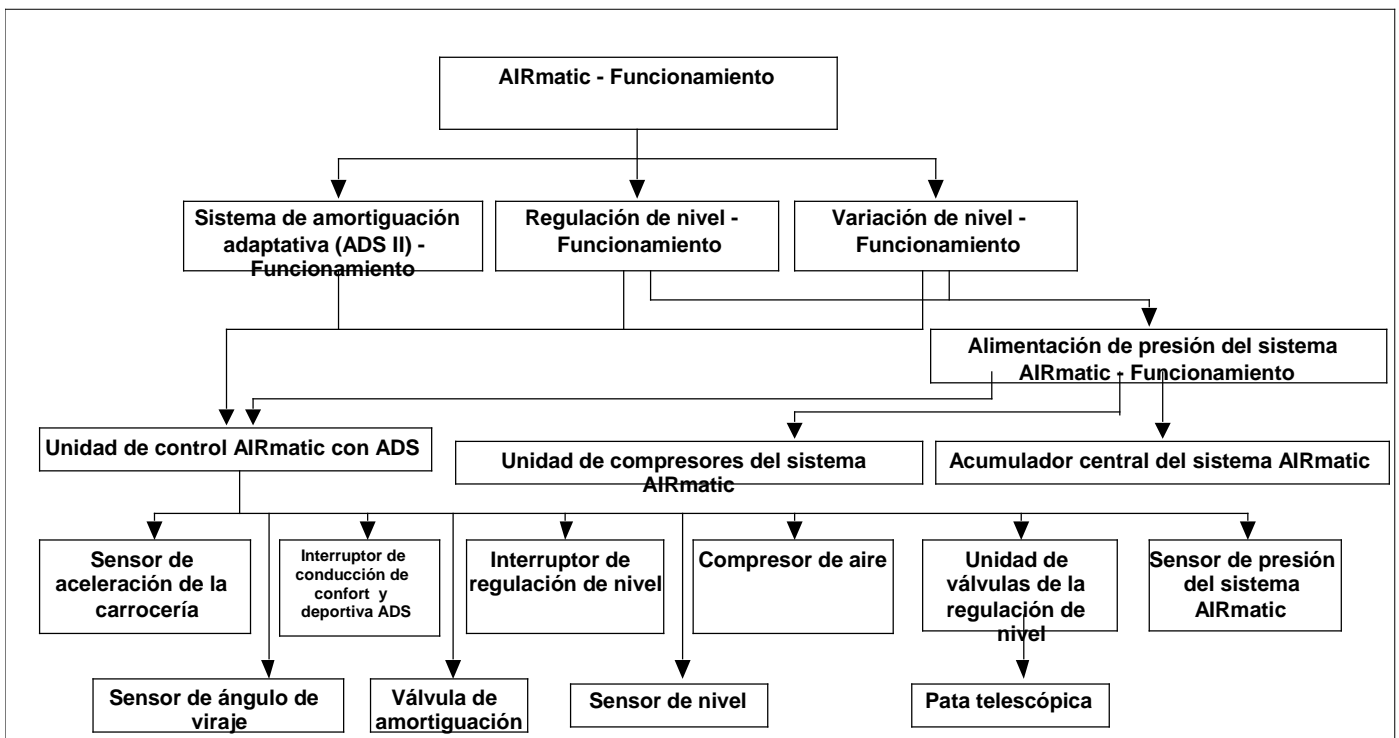 AIRmatic - Funcionamiento
Sistema de amortiguación
adaptativa (ADS II) -
Funcionamiento
Regulación de nivel -
Funcionamiento
Variación de nivel -
Funcionamiento
Alimentación de presión del sistema
AIRmatic - Funcionamiento
Unidad de control AIRmatic con ADS
Unidad de compresores del sistema
AIRmatic
Acumulador central del sistema AIRmatic
Sensor de
aceleración de la
carrocería
Interruptor de
conducción de
confort y
deportiva ADS
Interruptor de
regulación de nivel
Compresor de aire
Unidad de
válvulas de la
regulación de
nivel
Sensor de presión
del sistema
AIRmatic
Sensor de ángulo de
viraje
Válvula de
amortiguación
Sensor de nivel
Pata telescópica